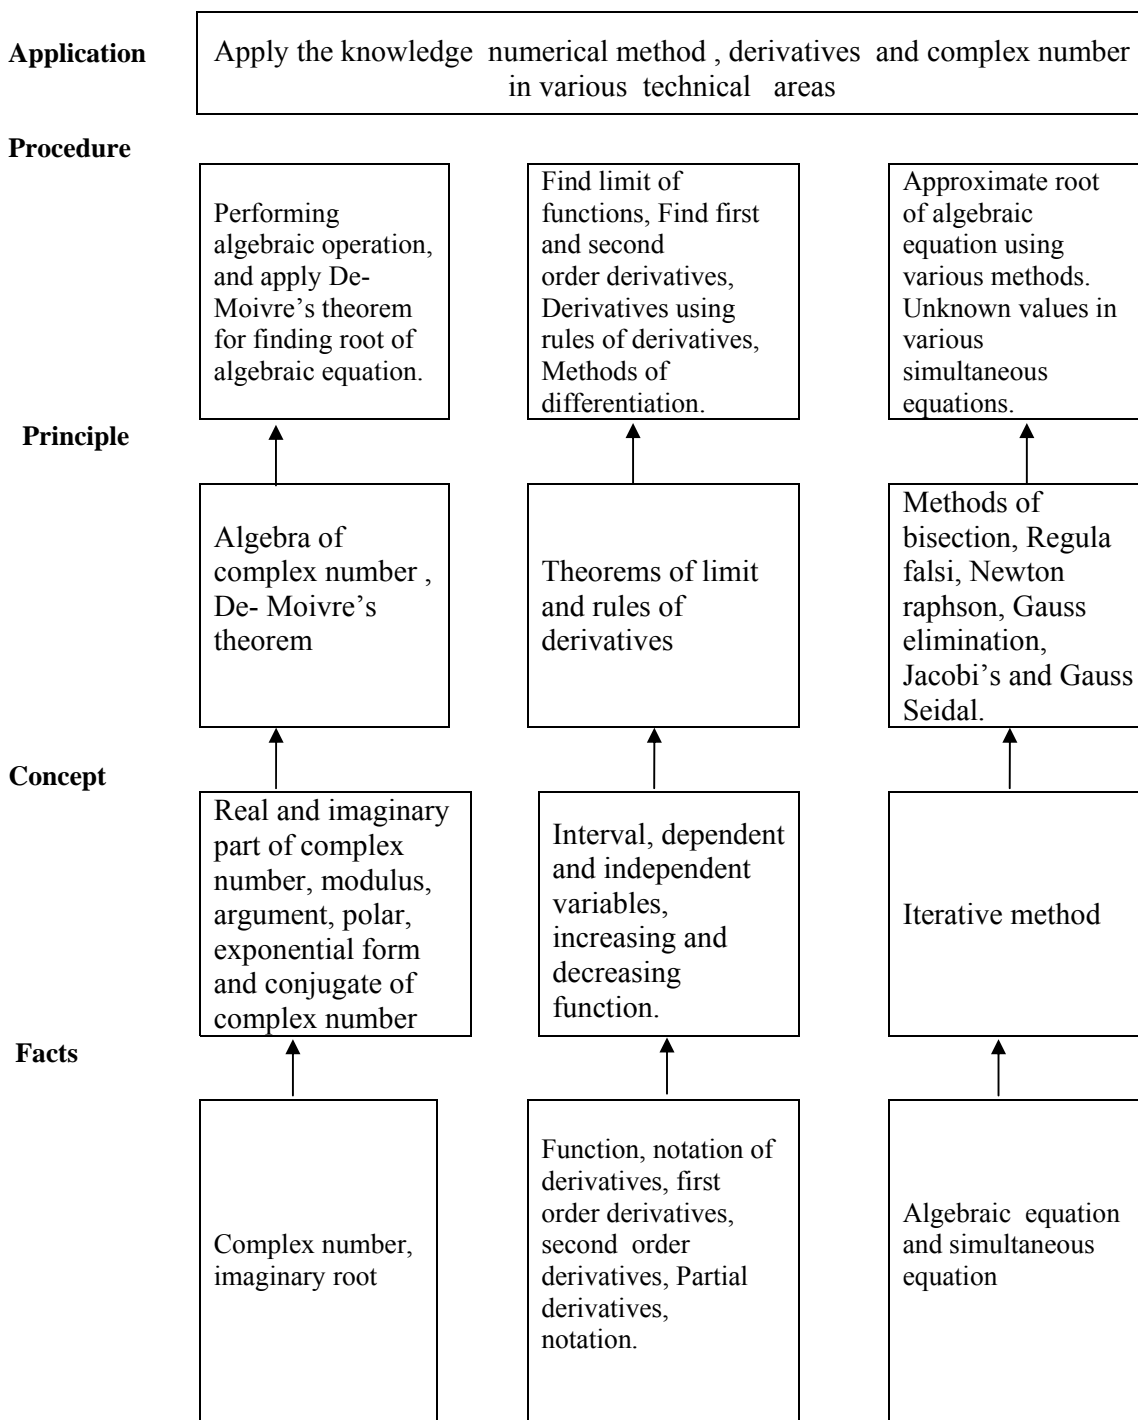 Application
Apply the knowledge numerical method , derivatives and complex number
in various technical areas
Procedure
Performing
algebraic operation,
and apply De-
Moivre’s theorem
for finding root of
algebraic equation.
Find limit of
functions, Find first
and second
order derivatives,
Derivatives using
rules of derivatives,
Methods of
differentiation.
Approximate root
of algebraic
equation using
various methods.
Unknown values in
various
simultaneous
equations.
Principle
Algebra of
complex number ,
De- Moivre’s
theorem
Theorems of limit
and rules of
derivatives
Methods of
bisection, Regula
falsi, Newton
raphson, Gauss
elimination,
Jacobi’s and Gauss
Seidal.
Concept
Real and imaginary
part of complex
number, modulus,
argument, polar,
exponential form
and conjugate of
complex number
Interval, dependent
and independent
variables,
increasing and
decreasing
function.
Iterative method
Facts
Complex number,
imaginary root
Function, notation of
derivatives, first
order derivatives,
second order
derivatives, Partial
derivatives,
notation.
Algebraic equation
and simultaneous
equation